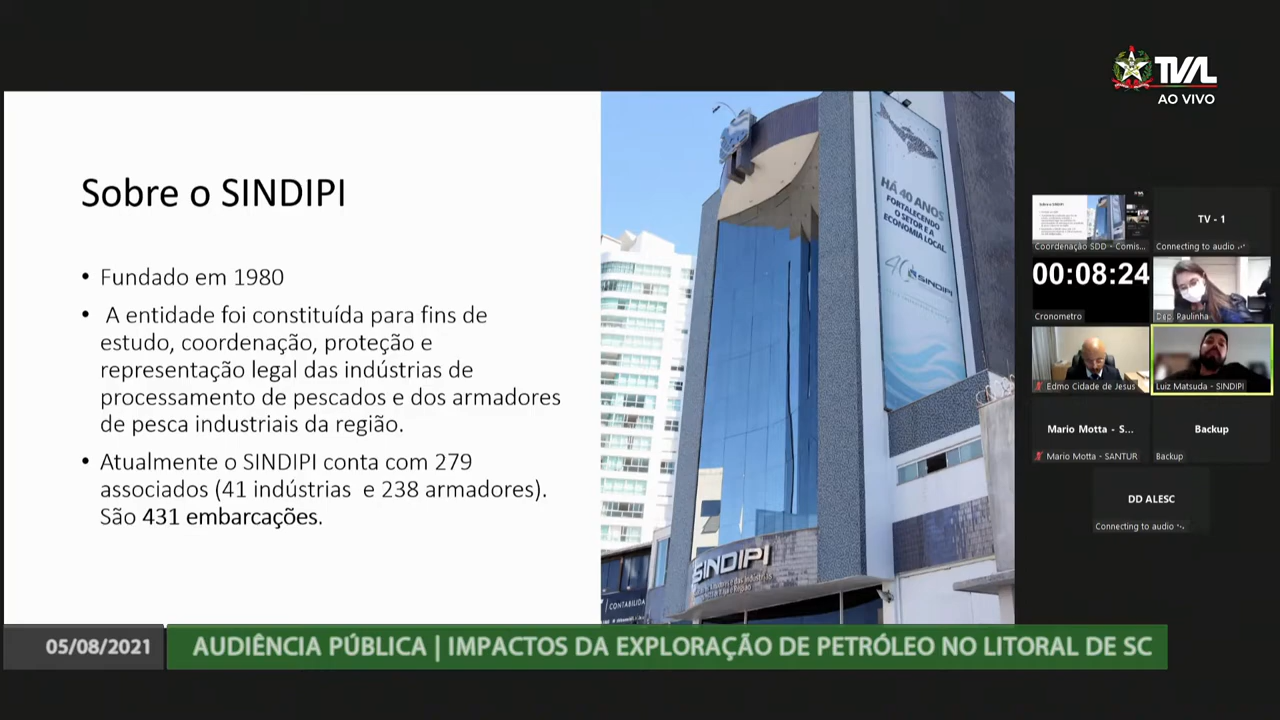 TVAL
AO VIVO
Sobre o SINDIPI
• Fundado em 1980
• A entidade foi constituída para fins de
estudo, coordenação, proteção e
representação legal das indústrias de
processamento de pescados e dos armadores
de pesca industriais da região.
• Atualmente o SINDIPI conta com 279
associados (41 indústrias e 238 armadores).
São 431 embarcações.
HÁ 40 ANOS
FORTALECENDO
O SETOR E A
ECONOMIA LOCAL.
40 SINDIPI
SINDIPI
CONTABILIDA
Coordenação SDD - Comis...
TV - 1
Connecting to audio
00:08:24
Cronometro
Dep. Paulinha
Edmo Cidade de Jesus
Luiz Matsuda - SINDIPI
Mario Motta - S...
Mario Motta - SANTUR
Backup
Backup
DD ALESC
Connecting to audio
05/08/2021
AUDIÊNCIA PÚBLICA | IMPACTOS DA EXPLORAÇÃO DE PETRÓLEO NO LITORAL DE SC